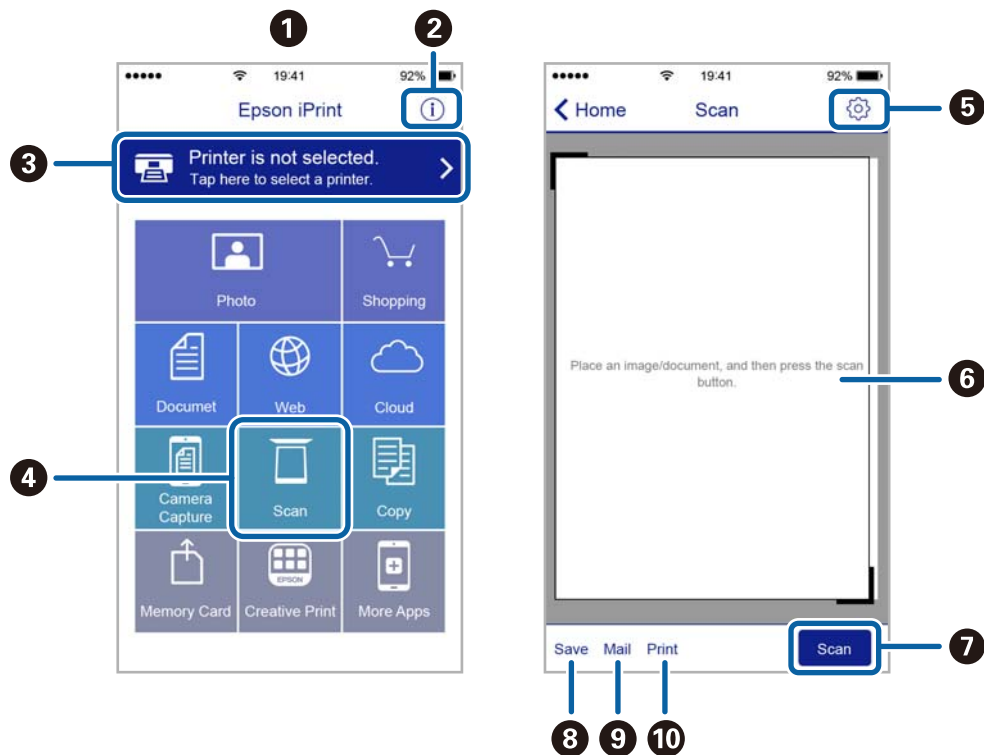 1
2
19:41
92%
Epson iPrint
i
3
Printer is not selected.
Tap here to select a printer.
Photo
Shopping
Documet
Web
Cloud
4
Camera
Capture
Scan
Copy
EPSON
Memory Card
Creative Print
More Apps
19:41
92%
Home
Scan
5
Place an image/document, and then press the scan
button.
6
Save
Mail
Print
Scan
7
8
9
10